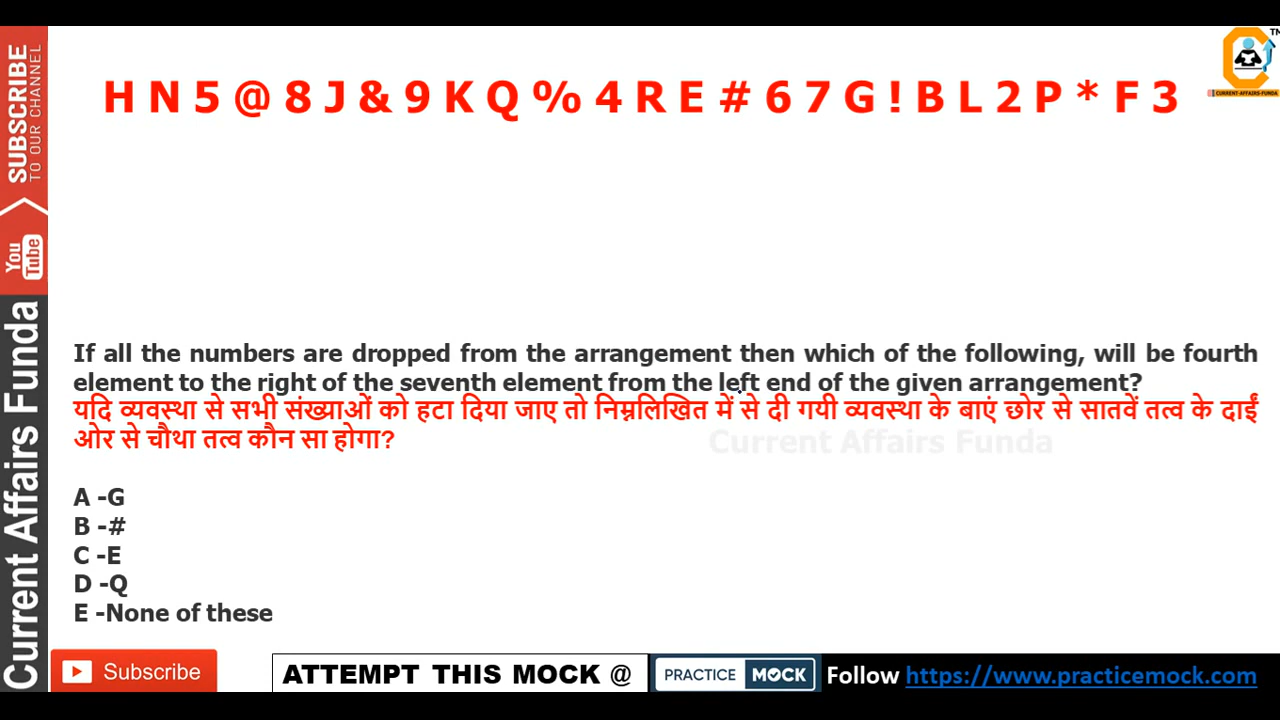 H N 5 @ 8 J & 9 K Q % 4 R E # 6 7 G ! B L 2 P * F 3
TM
CURRENT-AFFAIRS-FUNDA
SUBSCRIBE
TO OUR CHANNEL
You
Tube
Current Affairs Funda
If all the numbers are dropped from the arrangement then which of the following, will be fourth
element to the right of the seventh element from the left end of the given arrangement?
यदि व्यवस्था से सभी संख्याओं को हटा दिया जाए तो निम्नलिखित में से दी गयी व्यवस्था के बाएं छोर से सातवें तत्व के दाईं
ओर से चौथा तत्व कौन सा होगा?
Current Affairs Funda
A -G
B -#
C -E
D -Q
E -None of these
Subscribe
ATTEMPT THIS MOCK @
PRACTICE MOCK
Follow https://www.practicemock.com